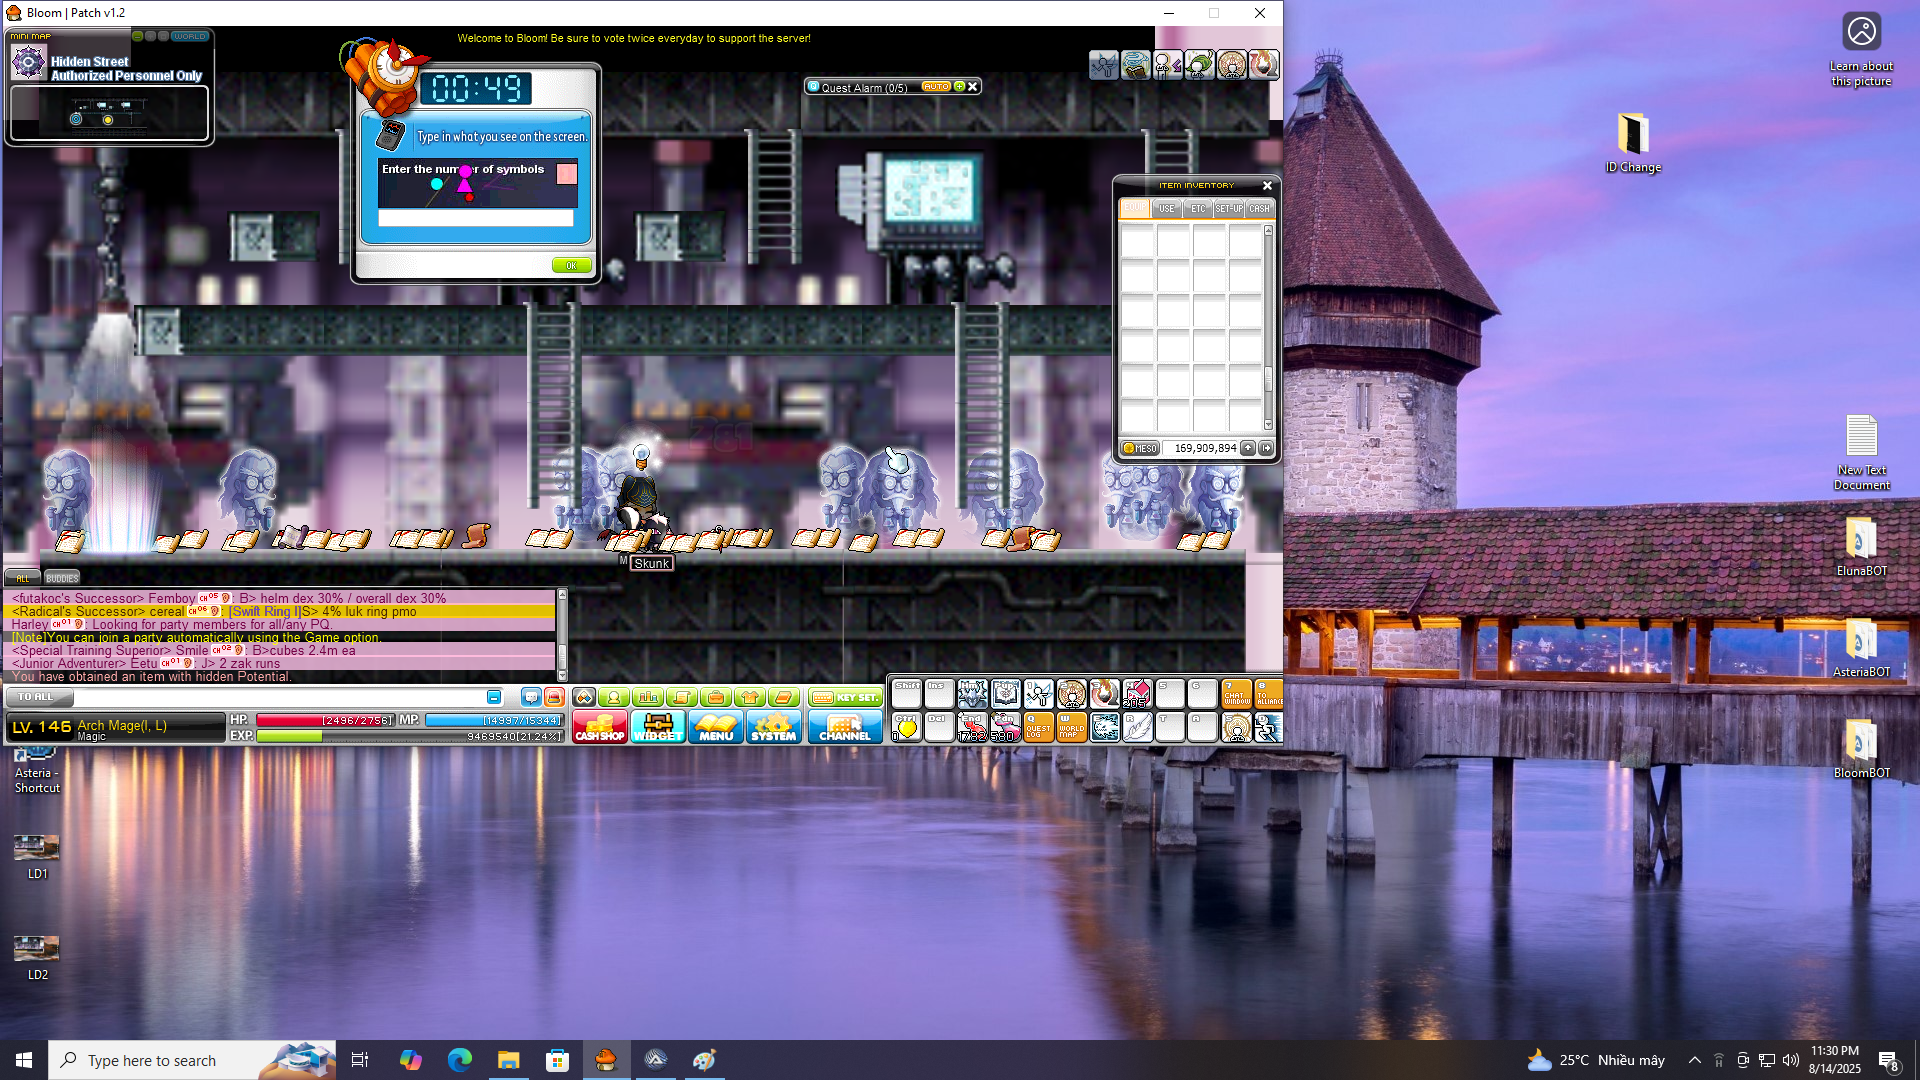 Bloom | Patch v1.2
Welcome to Bloom! Be sure to vote twice everyday to support the server!
MINI MAP
WORLD
Hidden Street
Authorized Personnel Only
00:49
Type in what you see on the screen.
Enter the number of symbols
OK
Quest Alarm (0/5)
AUTO
ITEM INVENTORY
USE
ETC
SET-UP
CASH
MESO
169,909,894
M
Skunk
ALL
BUDDIES
<futakoc's Successor> Femboy CH05: B> helm dex 30% / overall dex 30%
<Radical's Successor> cereal CH06: [Swift Ring I]S> 4% luk ring pmo
Harley CH01: Looking for party members for all/any PQ.
[Note]You can join a party automatically using the Game option.
<Special Training Superior> Smile CH02: B>cubes 2.4m ea
<Junior Adventurer> Eetu CH01: J> 2 zak runs
You have obtained an item with hidden Potential.
TO ALL
KEY SET.
LV. 146
Arch Mage(I, L)
Magic
HP.
[2496/2756]
MP.
[14997/15344]
EXP.
9469540[21.24%]
CASH SHOP
WIDGET
MENU
SYSTEM
CHANNEL
Shift
Ins
1
3
4
205
5
6
7
CHAT WINDOW
8
TO ALLIANCE
Ctrl
0
Del
End
1782
Pdn
580
Q
QUEST LOG
W
WORLD MAP
R
T
A
S
D
Learn about this picture
ID Change
New Text Document
ElunaBOT
AsteriaBOT
BloomBOT
Asteria - Shortcut
LD1
LD2
Type here to search
25°C Nhiều mây
11:30 PM
8/14/2025
8